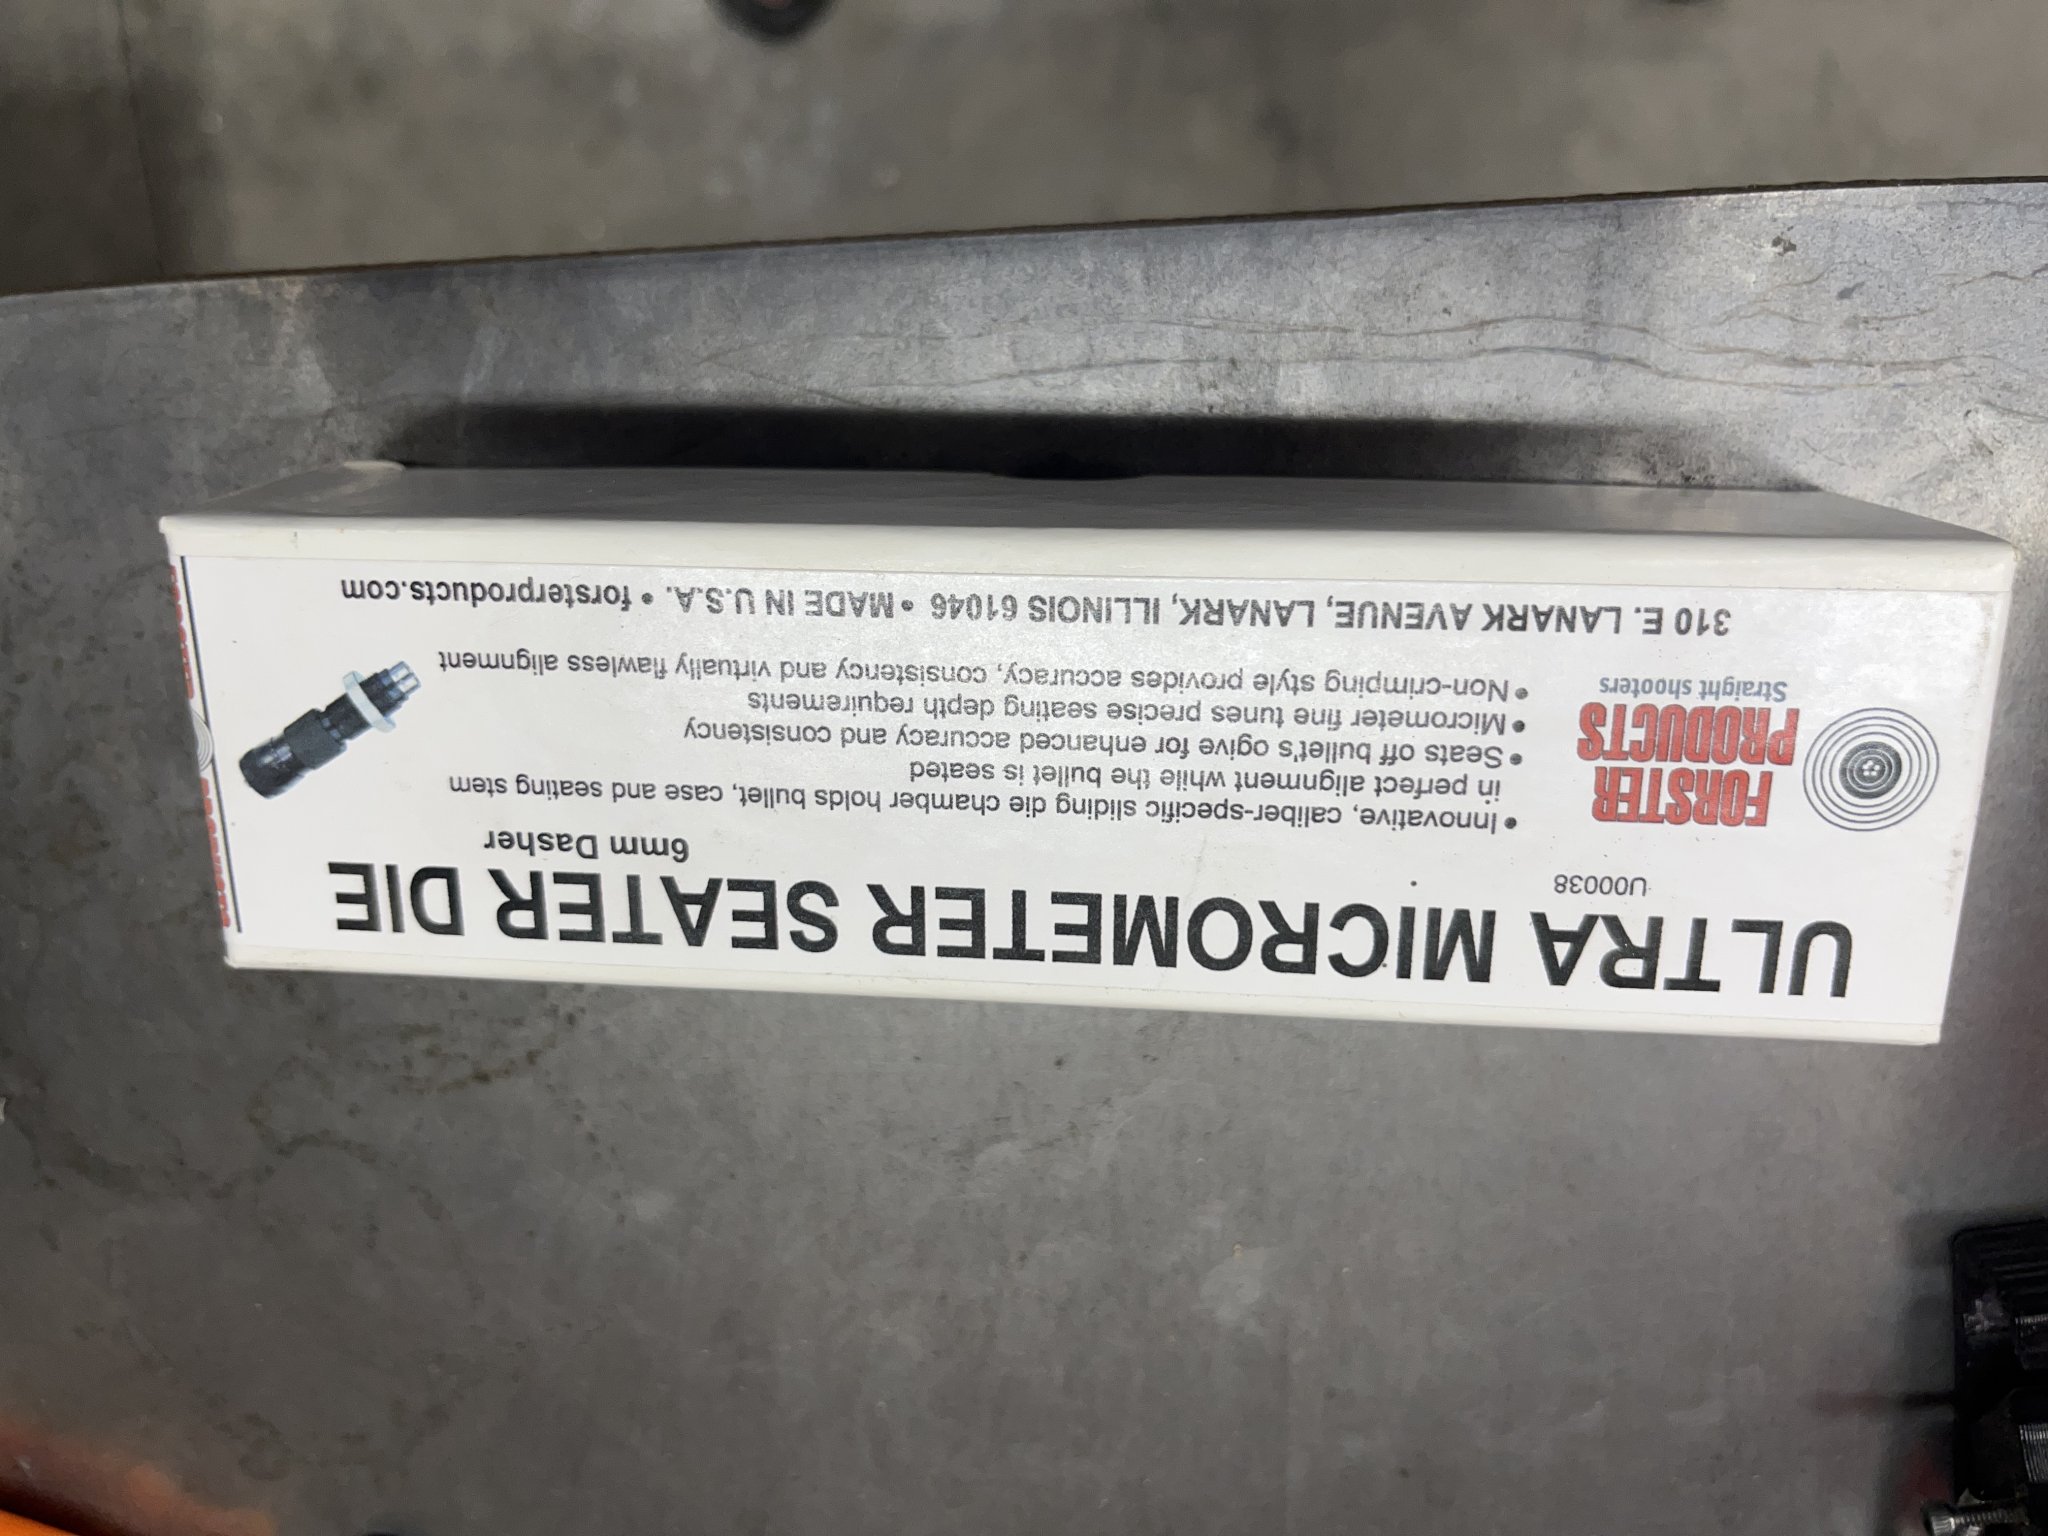 ULTRA MICROMETER SEATER DIE
U00038
6mm Dasher
FORSTER
PRODUCTS
Straight shooters
• Innovative, caliber-specific sliding die chamber holds bullet, case and seating stem
in perfect alignment while the bullet is seated
• Seats off bullet's ogive for enhanced accuracy and consistency
• Micrometer fine tunes precise seating depth requirements
• Non-crimping style provides accuracy, consistency, and virtually flawless alignment
310 E. LANARK AVENUE, LANARK, ILLINOIS 61046 • MADE IN U.S.A. • forsterproducts.com